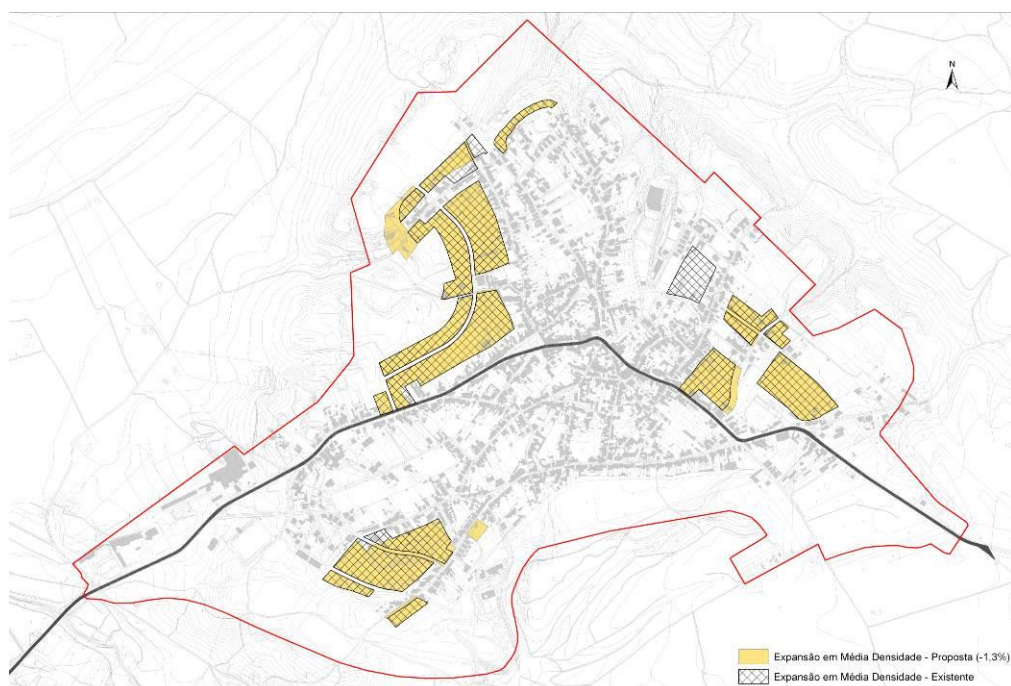 N
Expansão em Média Densidade - Proposta (-1,3%)
Expansão em Média Densidade - Existente